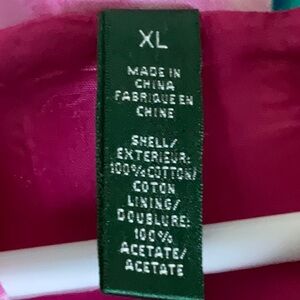 XL
MADE IN
CHINA
FABRIQUE EN
CHINE
SHELL/
EXTERIEUR:
100% COTTON/
COTON
LINING/
DOUBLURE:
100%
ACETATE/
ACETATE